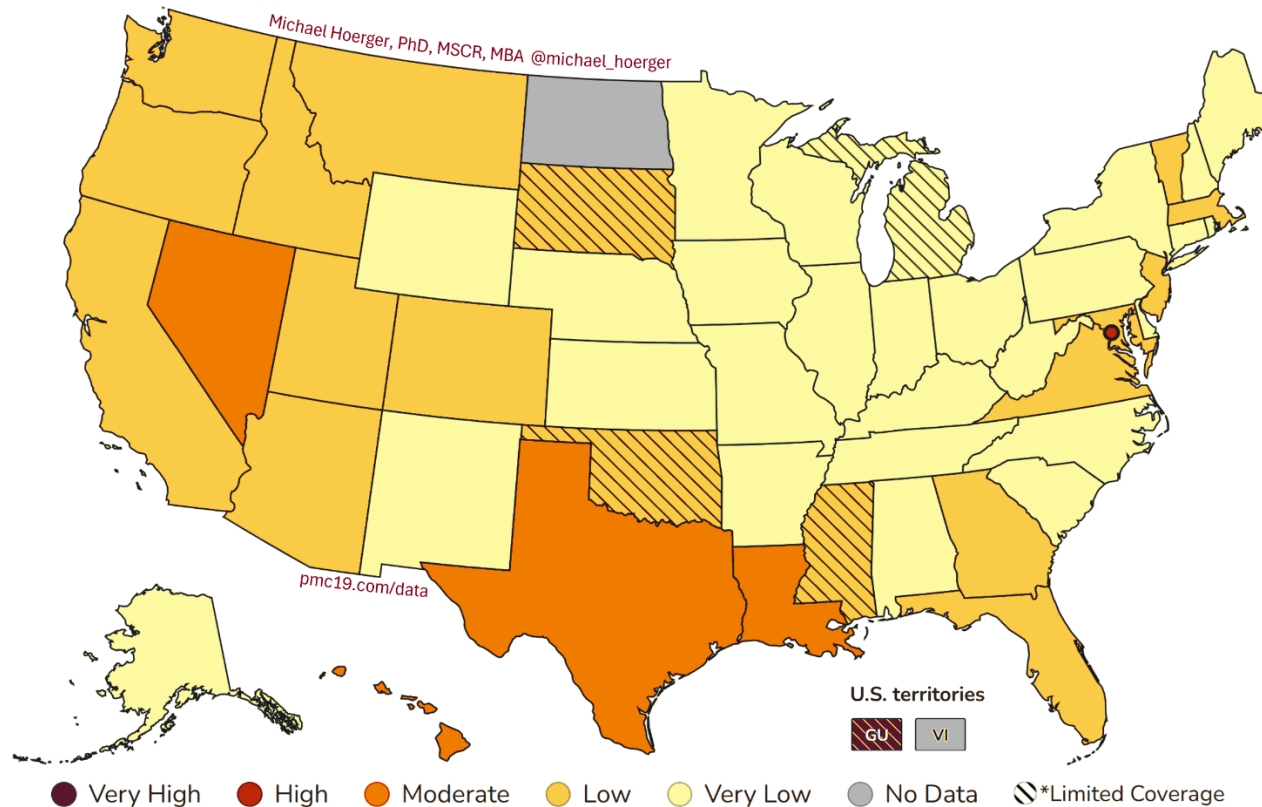 Michael Hoerger, PhD, MSCR, MBA @michael_hoerger
pmc19.com/data
U.S. territories
GU VI
Very High High Moderate Low Very Low No Data *Limited Coverage